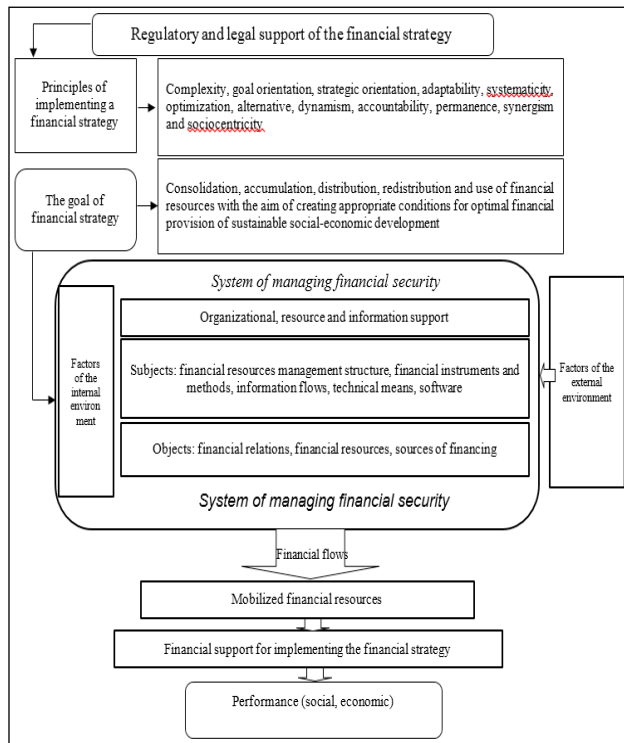 Regulatory and legal support of the financial strategy
Principles of
implementing a
financial strategy
Complexity, goal orientation, strategic orientation, adaptability, systematicity,
optimization, alternative, dynamism, accountability, permanence, synergism
and sociocentricity
The goal of
financial strategy
Consolidation, accumulation, distribution, redistribution and use of financial
resources with the aim of creating appropriate conditions for optimal financial
provision of sustainable social-economic development
System of managing financial security
Organizational, resource and information support
Factors
of the
internal
environ
ment
Subjects: financial resources management structure, financial instruments and
methods, information flows, technical means, software
Factors of the
external
environment
Objects: financial relations, financial resources, sources of financing
System of managing financial security
Financial flows
Mobilized financial resources
Financial support for implementing the financial strategy
Performance (social, economic)